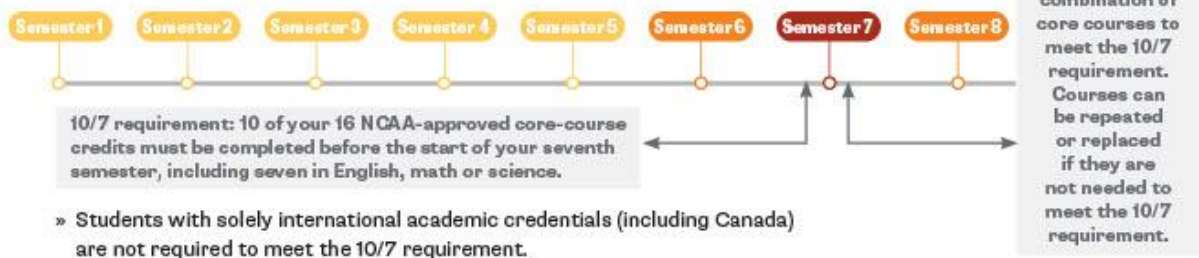 Semester 1 Semester 2 Semester 3 Semester 4 Semester 5 Semester 6 Semester 7 Semester 8
10/7 requirement: 10 of your 16 NCAA-approved core-course
credits must be completed before the start of your seventh
semester, including seven in English, math or science.
» Students with solely international academic credentials (including Canada)
are not required to meet the 10/7 requirement.
combination of
core courses to
meet the 10/7
requirement.
Courses can
be repeated
or replaced
if they are
not needed to
meet the 10/7
requirement.